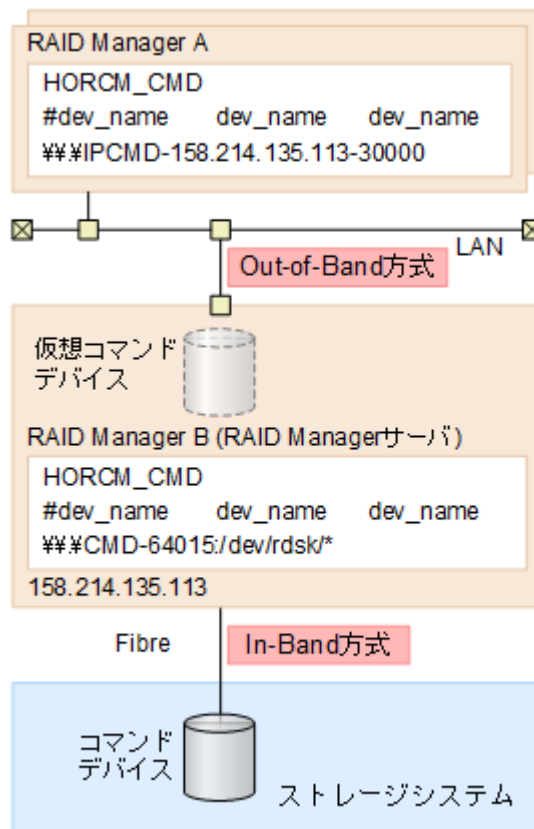 RAID Manager A
HORCM_CMD
#dev_name dev_name dev_name
¥¥.¥IPCMD-158.214.135.113-30000
LAN
Out-of-Band方式
仮想コマンド
デバイス
RAID Manager B (RAID Managerサーバ)
HORCM_CMD
#dev_name dev_name dev_name
¥¥.¥CMD-64015:/dev/rdsk/*
158.214.135.113
Fibre
In-Band方式
コマンド
デバイス
ストレージシステム